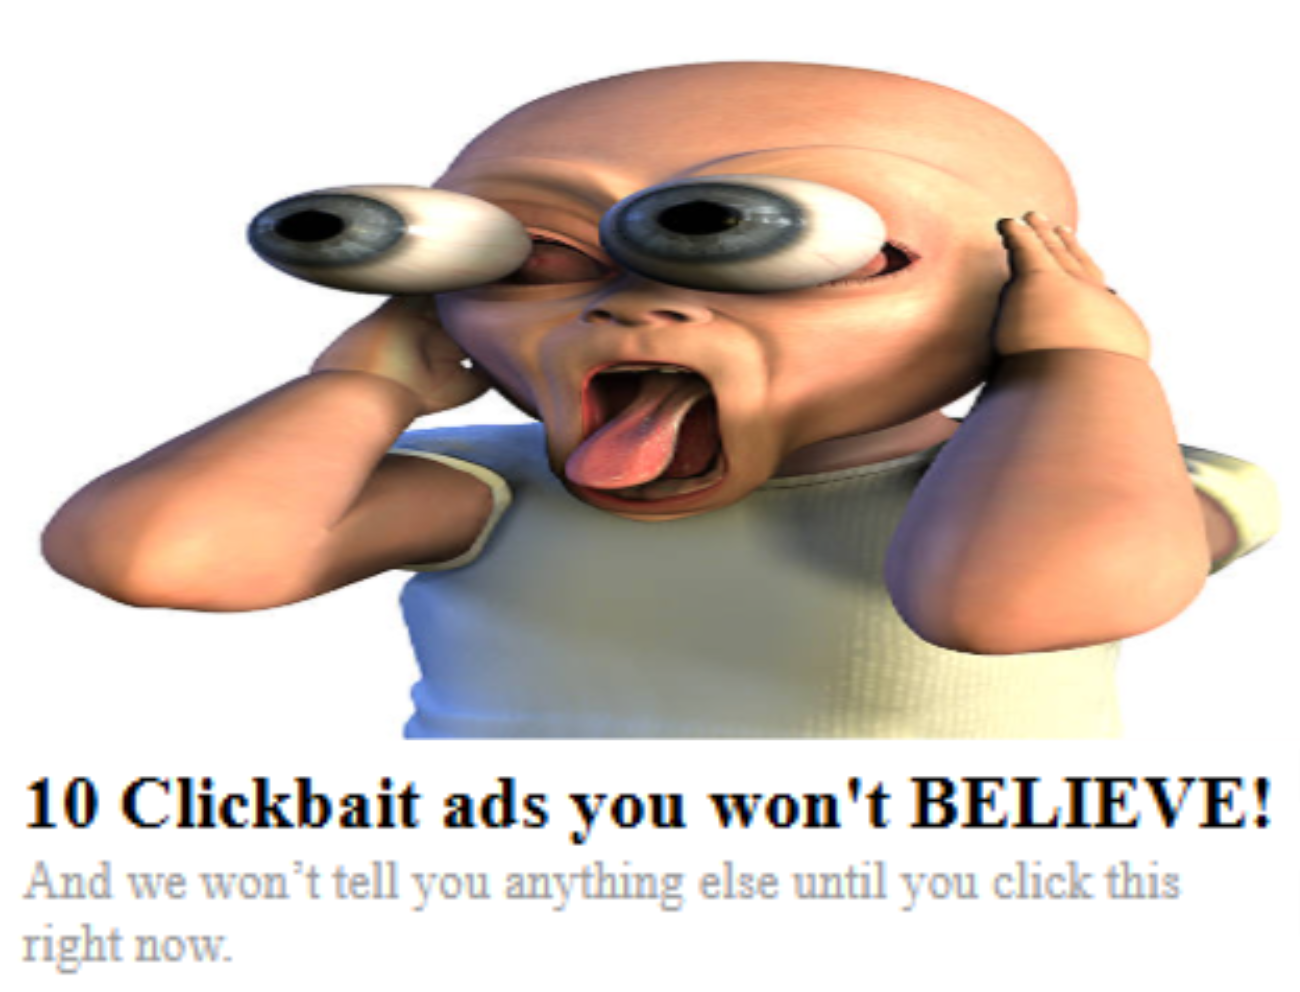 10 Clickbait ads you won't BELIEVE!
And we won’t tell you anything else until you click this
right now.